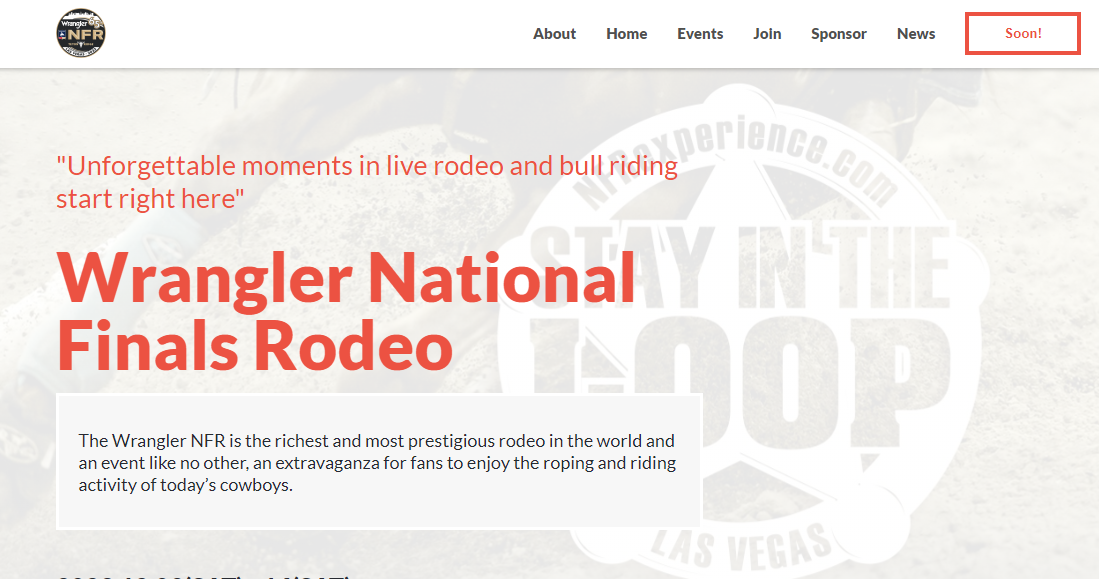 Wrangler
NFR
About Home Events Join Sponsor News Soon!
NFRexperience.com
"Unforgettable moments in live rodeo and bull riding
start right here"
STAY IN THE
LOOP
Wrangler National
Finals Rodeo
The Wrangler NFR is the richest and most prestigious rodeo in the world and
an event like no other, an extravaganza for fans to enjoy the roping and riding
activity of today’s cowboys.
LAS VEGAS